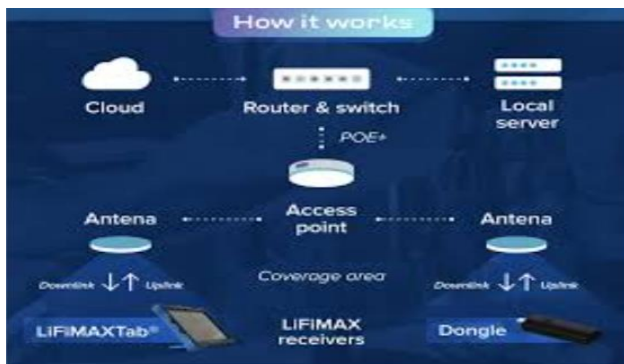 How it works
Cloud
Router & switch
Local
server
POE+
Antena
Access
point
Antena
Downlink
Uplink
Coverage area
Downlink
Uplink
LiFiMAXTab®
LiFiMAX
receivers
Dongle